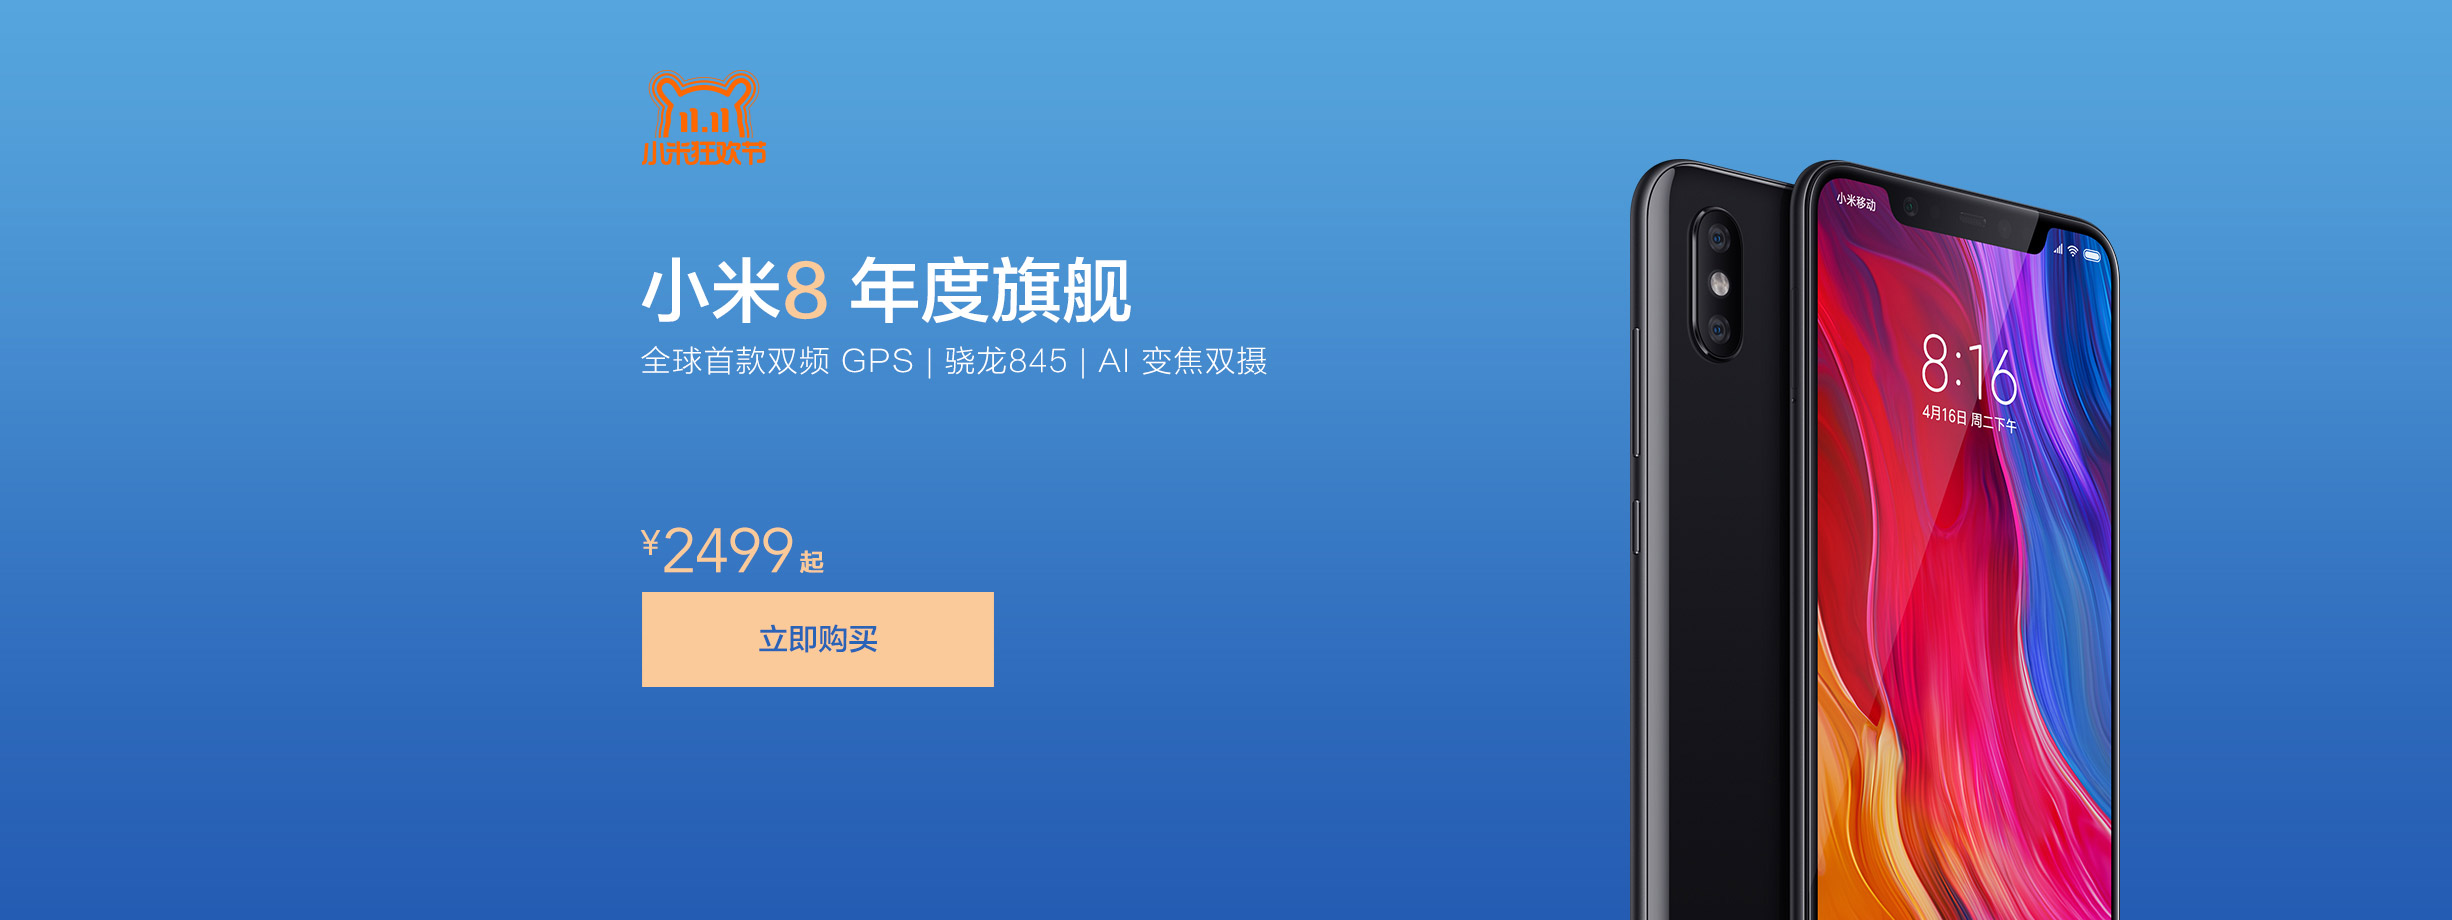 11.11
小米狂欢节
小米8 年度旗舰
全球首款双频 GPS | 骁龙845 | AI 变焦双摄
¥2499起
立即购买
小米移动
8:16
4月16日 周二下午